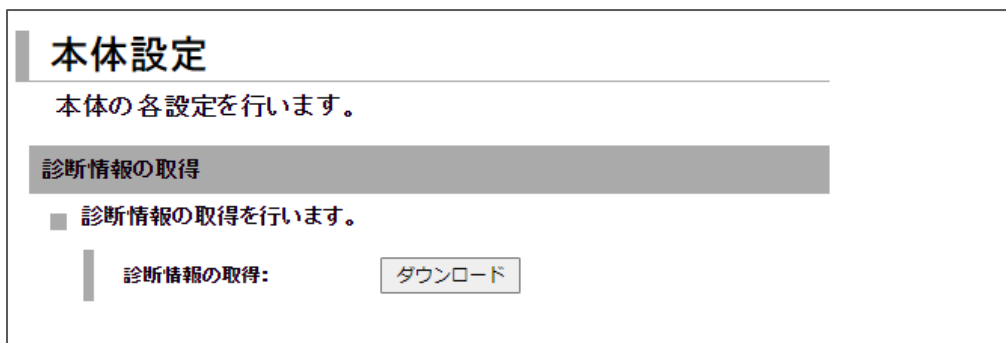 本体設定
本体の各設定を行います。
診断情報の取得
診断情報の取得を行います。
診断情報の取得: ダウンロード